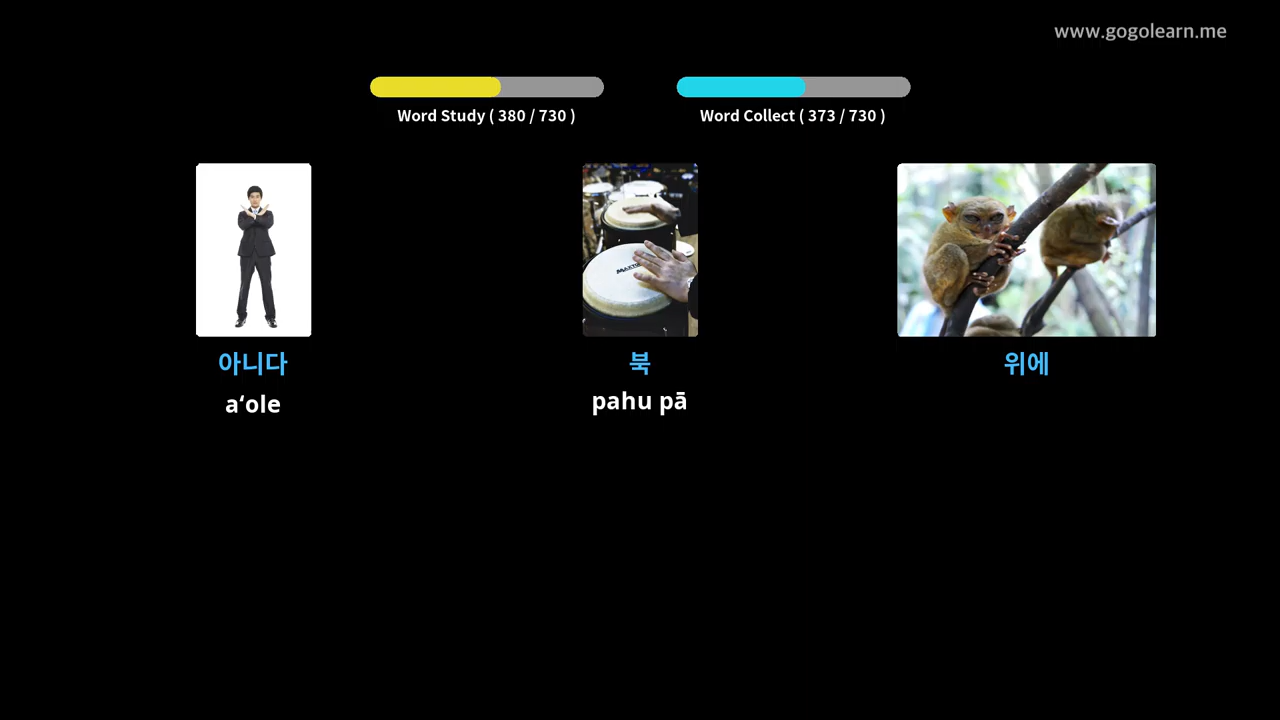 www.gogolearn.me
Word Study ( 380 / 730 )
Word Collect ( 373 / 730 )
아니다
북
위에
aʻole
pahu pā